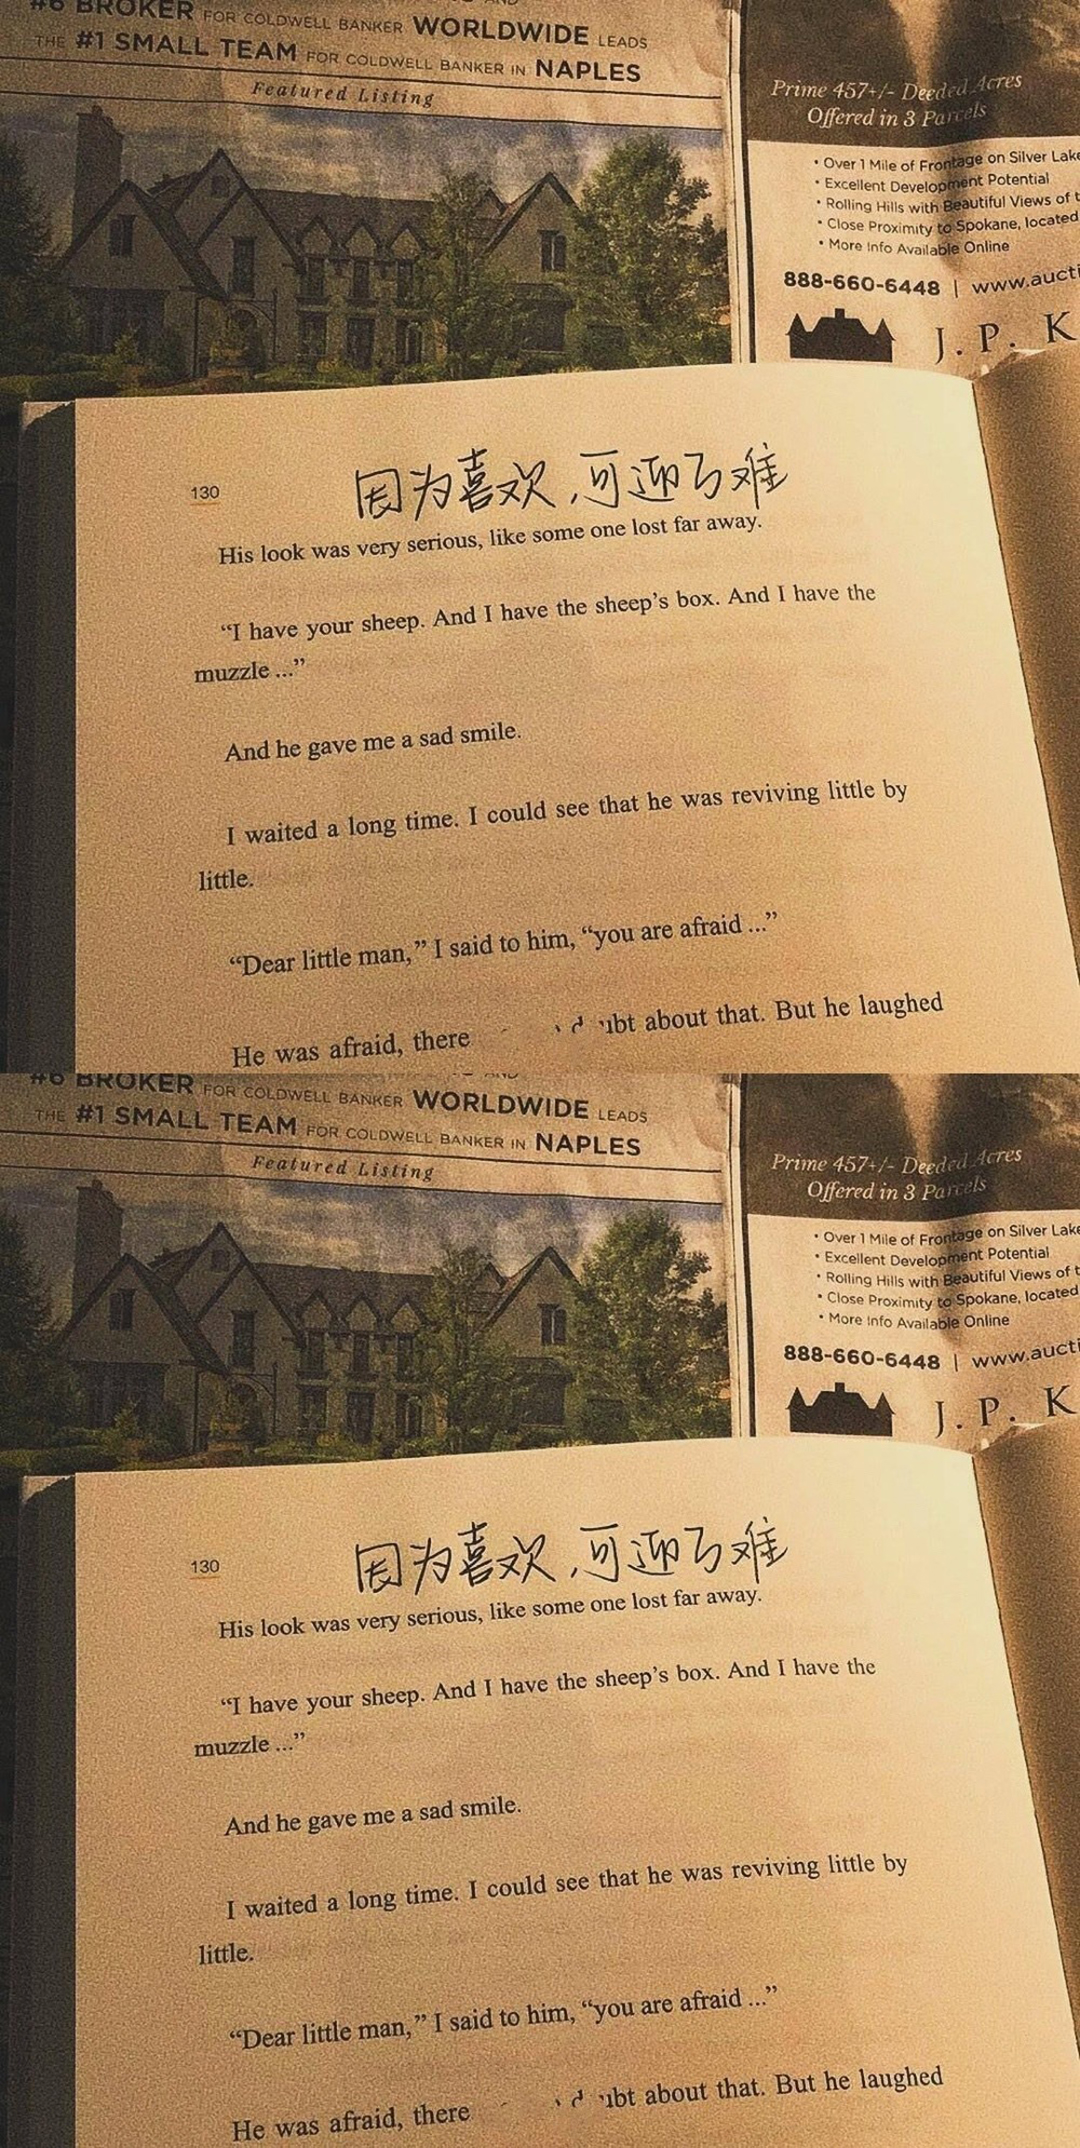 #6 BROKER FOR COLDWELL BANKER WORLDWIDE LEADS
THE #1 SMALL TEAM FOR COLDWELL BANKER IN NAPLES
Featured Listing
Prime 457+/- Deeded Acres
Offered in 3 Parcels
• Over 1 Mile of Frontage on Silver Lake
• Excellent Development Potential
• Rolling Hills with Beautiful Views of t
• Close Proximity to Spokane, located
• More Info Available Online
888-660-6448 | www.aucti
J. P. K
130
因为喜欢,可迎万难
His look was very serious, like some one lost far away.
“I have your sheep. And I have the sheep’s box. And I have the
muzzle ...”
And he gave me a sad smile.
I waited a long time. I could see that he was reviving little by
little.
“Dear little man,” I said to him, “you are afraid ...”
He was afraid, there about that. But he laughed
#6 BROKER FOR COLDWELL BANKER WORLDWIDE LEADS
THE #1 SMALL TEAM FOR COLDWELL BANKER IN NAPLES
Featured Listing
Prime 457+/- Deeded Acres
Offered in 3 Parcels
• Over 1 Mile of Frontage on Silver Lake
• Excellent Development Potential
• Rolling Hills with Beautiful Views of t
• Close Proximity to Spokane, located
• More Info Available Online
888-660-6448 | www.aucti
J. P. K
130
因为喜欢,可迎万难
His look was very serious, like some one lost far away.
“I have your sheep. And I have the sheep’s box. And I have the
muzzle ...”
And he gave me a sad smile.
I waited a long time. I could see that he was reviving little by
little.
“Dear little man,” I said to him, “you are afraid ...”
He was afraid, there about that. But he laughed